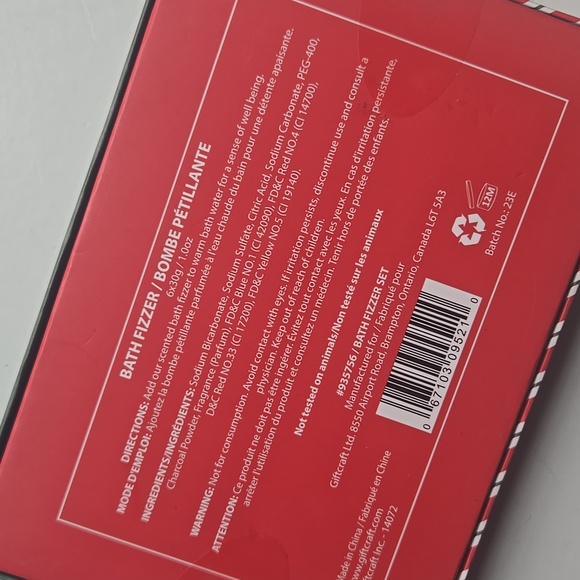 BATH FIZZER / BOMBE PÉTILLANTE
6x30g / 1.0oz
DIRECTIONS: Add our scented bath fizzer to warm bath water for a sense of well being.
MODE D'EMPLOI: Ajoutez la bombe pétillante parfumée à l'eau chaude du bain pour une détente apaisante.
INGREDIENTS/INGRÉDIENTS: Sodium Bicarbonate, Sodium Sulfate, Citric Acid, Sodium Carbonate, PEG-400,
Charcoal Powder, Fragrance (Parfum), FD&C Blue NO.1 (CI 42090), FD&C Red NO.4 (CI 14700),
D&C Red NO.33 (CI 17200), FD&C Yellow NO.5 (CI 19140).
WARNING: Not for consumption. Avoid contact with eyes. If irritation persists, discontinue use and consult a
physician. Keep out of reach of children.
ATTENTION: Ce produit ne doit pas être ingérer. Évitez tout contact avec les yeux. En cas d'irritation persistante,
arrêter l'utilisation du produit et consultez un médecin. Tenir hors de portée des enfants.
Not tested on animals/Non testé sur les animaux
#935756 /BATH FIZZER SET
Manufactured for / Fabriqué pour
Giftcraft Ltd. 8550 Airport Road, Brampton, Ontario, Canada L6T 5A3
12M
Batch No.: 23E
0 67103 09521 0
Made in China / Fabriqué en Chine
www.giftcraft.com
Giftcraft Inc. - 14072